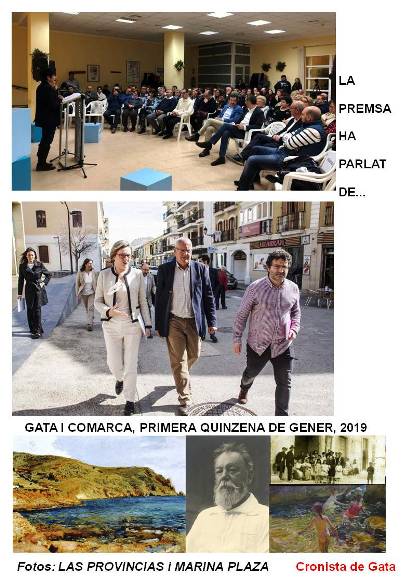 LA
PREMSA
HA
PARLAT
DE...
GATA I COMARCA, PRIMERA QUINZENA DE GENER, 2019
Fotos: LAS PROVINCIAS i MARINA PLAZA
Cronista de Gata